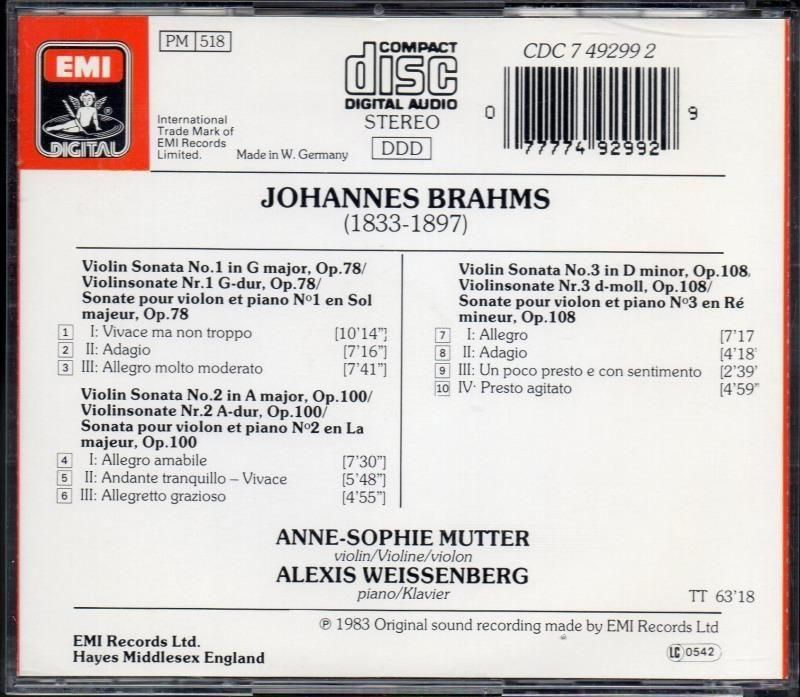 EMI
DIGITAL
PM 518
International
Trade Mark of
EMI Records
Limited.
Made in W. Germany
COMPACT
disc
DIGITAL AUDIO
STEREO
DDD
CDC 7 49299 2
0 77774 92992 9
JOHANNES BRAHMS
(1833-1897)
Violin Sonata No.1 in G major, Op.78/
Violinsonate Nr.1 G-dur, Op.78/
Sonate pour violon et piano Nº1 en Sol
majeur, Op.78
1 I: Vivace ma non troppo [10'14"]
2 II: Adagio [7'16"]
3 III: Allegro molto moderato [7'41"]
Violin Sonata No.2 in A major, Op.100/
Violinsonate Nr.2 A-dur, Op.100/
Sonata pour violon et piano Nº2 en La
majeur, Op.100
4 I: Allegro amabile [7'30"]
5 II: Andante tranquillo – Vivace [5'48"]
6 III: Allegretto grazioso [4'55"]
Violin Sonata No.3 in D minor, Op.108,
Violinsonate Nr.3 d-moll, Op.108/
Sonate pour violon et piano Nº3 en Ré
mineur, Op.108
7 I: Allegro [7'17
8 II: Adagio [4'18'
9 III: Un poco presto e con sentimento [2'39'
10 IV· Presto agitato [4'59"
ANNE-SOPHIE MUTTER
violin/Violine/violon
ALEXIS WEISSENBERG
piano/Klavier
TT 63'18
℗ 1983 Original sound recording made by EMI Records Ltd
EMI Records Ltd.
Hayes Middlesex England
LC 0542